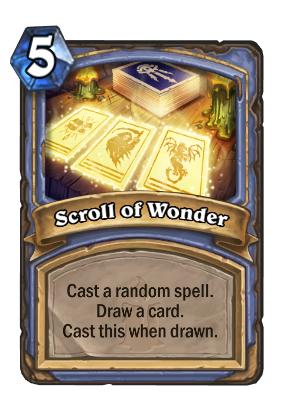 5
Scroll of Wonder
Cast a random spell.
Draw a card.
Cast this when drawn.